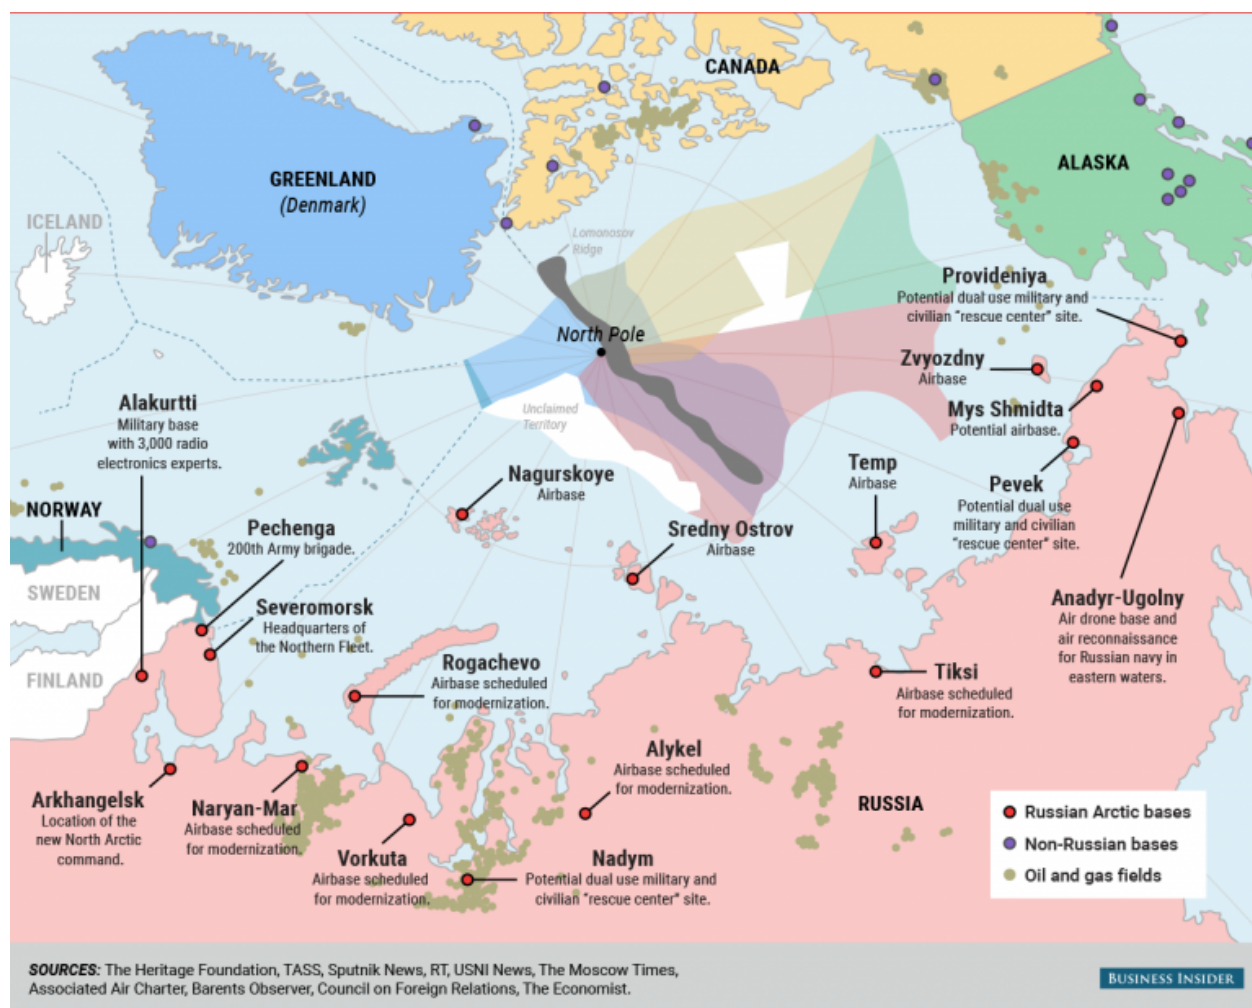 CANADA
GREENLAND
(Denmark)
ALASKA
ICELAND
Lomonosov
Ridge
North Pole
Unclaimed
Territory
Provideniya
Potential dual use military and
civilian "rescue center" site.
Zvyozdny
Airbase
Mys Shmidta
Potential airbase.
Alakurtti
Military base
with 3,000 radio
electronics experts.
Nagurskoye
Airbase
Temp
Airbase
Pevek
Potential dual use
military and civilian
"rescue center" site.
NORWAY
Pechenga
200th Army brigade.
Sredny Ostrov
Airbase
SWEDEN
Severomorsk
Headquarters of
the Northern Fleet.
Anadyr-Ugolny
Air drone base and
air reconnaissance
for Russian navy in
eastern waters.
FINLAND
Rogachevo
Airbase scheduled
for modernization.
Tiksi
Airbase scheduled
for modernization.
Alykel
Airbase scheduled
for modernization.
Arkhangelsk
Location of the
new North Arctic
command.
Naryan-Mar
Airbase scheduled
for modernization.
RUSSIA
Vorkuta
Airbase scheduled
for modernization.
Nadym
Potential dual use military and
civilian "rescue center" site.
Russian Arctic bases
Non-Russian bases
Oil and gas fields
SOURCES: The Heritage Foundation, TASS, Sputnik News, RT, USNI News, The Moscow Times,
Associated Air Charter, Barents Observer, Council on Foreign Relations, The Economist.
BUSINESS INSIDER